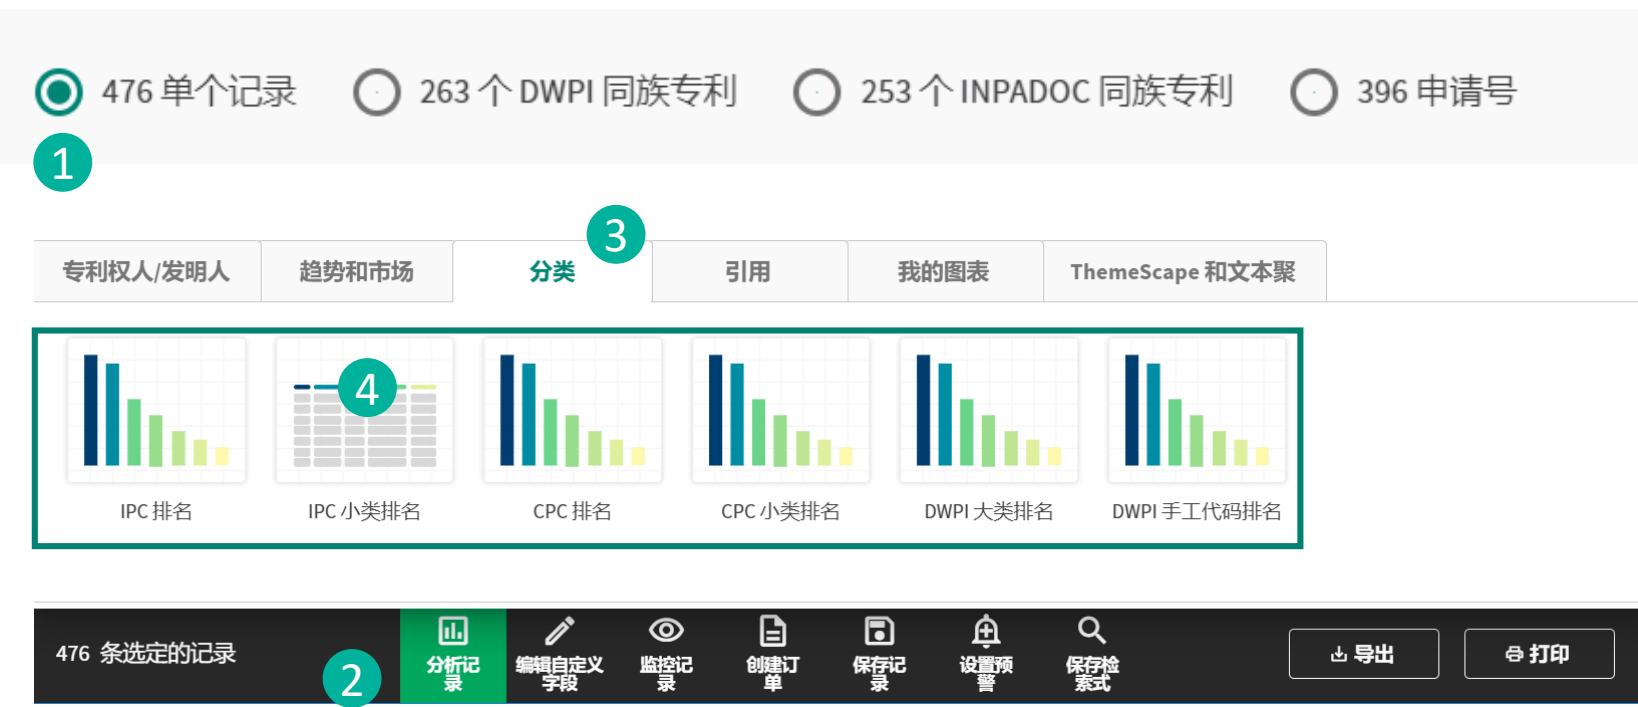 476 单个记录
263 个 DWPI 同族专利
253 个 INPADOC 同族专利
396 申请号
1
3
专利权人/发明人
趋势和市场
分类
引用
我的图表
ThemeScape 和文本聚
4
IPC 排名
IPC 小类排名
CPC 排名
CPC 小类排名
DWPI 大类排名
DWPI 手工代码排名
476 条选定的记录
2
分析记
录
编辑自定义
字段
监控记
录
创建订
单
保存记
录
设置预
警
保存检
索式
导出
打印